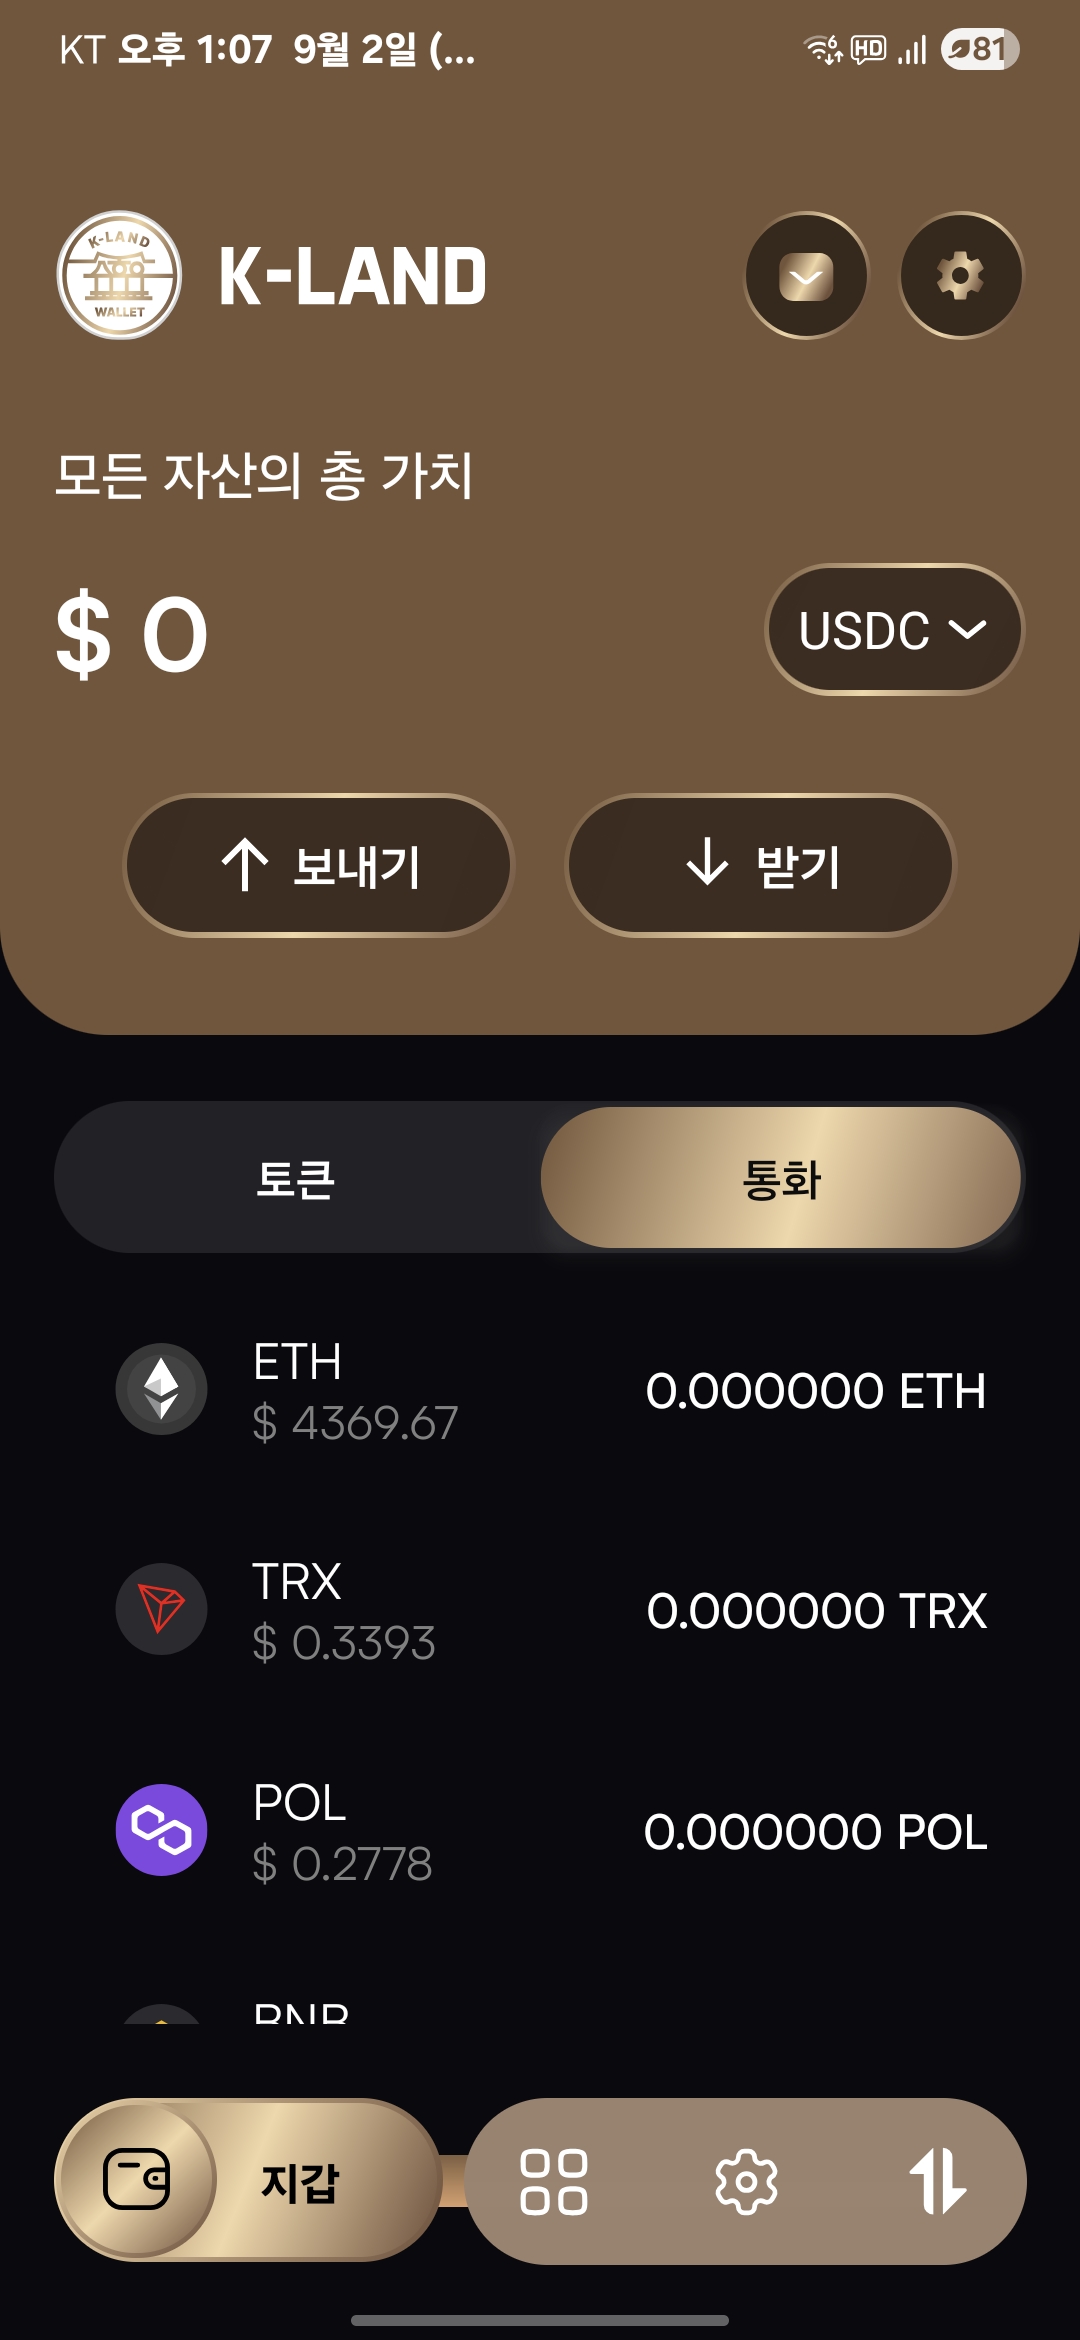 KT 오후 1:07 9월 2일 (...
6 HD 81
K-LAND
WALLET
K-LAND
모든 자산의 총 가치
$ 0
USDC
보내기
받기
토큰
통화
ETH
$ 4369.67
0.000000 ETH
TRX
$ 0.3393
0.000000 TRX
POL
$ 0.2778
0.000000 POL
BNB
지갑